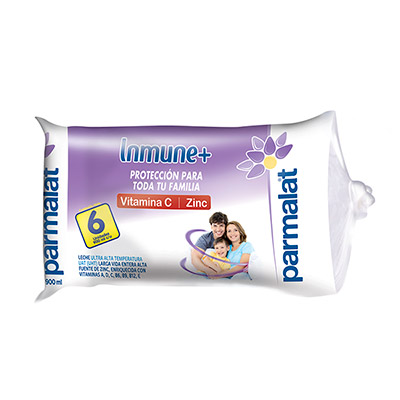 Inmune+
PROTECCIÓN PARA
TODA TU FAMILIA
Vitamina C | Zinc
6
Unidades
LECHE ULTRA ALTA TEMPERATURA
UAT (UHT) LARGA VIDA ENTERA ALTA
FUENTE DE ZINC, ENRIQUECIDA CON
VITAMINAS A, D, C, B6, B9, B12, E
900 ml
parmalat
parmalat